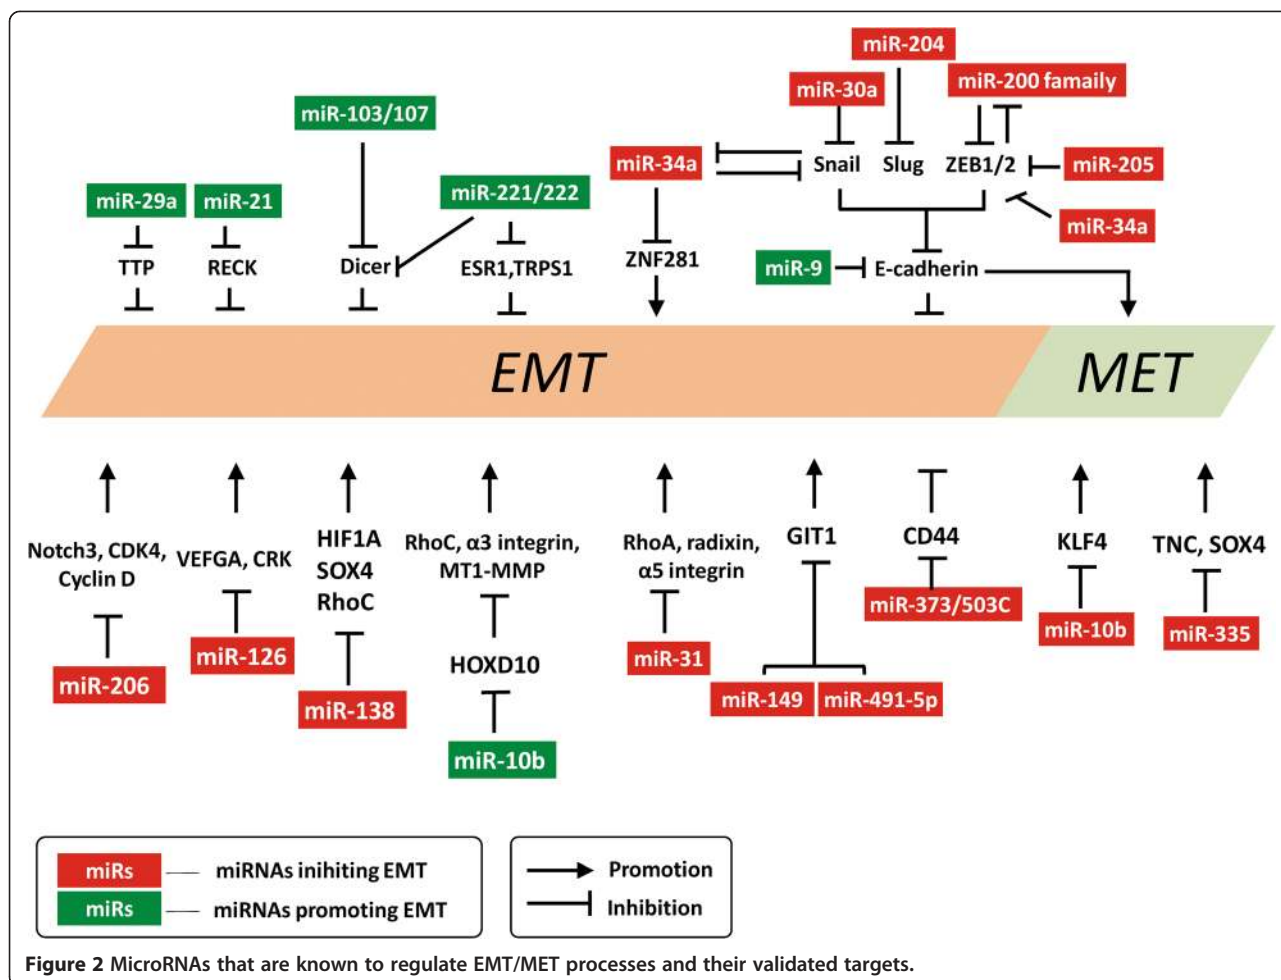 miR-204
miR-30a
miR-200 famaily
miR-103/107
miR-34a
Snail
Slug
ZEB1/2
miR-205
miR-29a
miR-21
miR-221/222
miR-34a
TTP
RECK
Dicer
ESR1,TRPS1
ZNF281
miR-9
E-cadherin
EMT
MET
Notch3, CDK4,
Cyclin D
VEFGA, CRK
HIF1A
SOX4
RhoC
RhoC, α3 integrin,
MT1-MMP
RhoA, radixin,
α5 integrin
GIT1
CD44
KLF4
TNC, SOX4
miR-206
miR-126
miR-138
HOXD10
miR-10b
miR-31
miR-149
miR-491-5p
miR-373/503C
miR-10b
miR-335
miRs
miRNAs inihiting EMT
miRs
miRNAs promoting EMT
Promotion
Inhibition
Figure 2 MicroRNAs that are known to regulate EMT/MET processes and their validated targets.